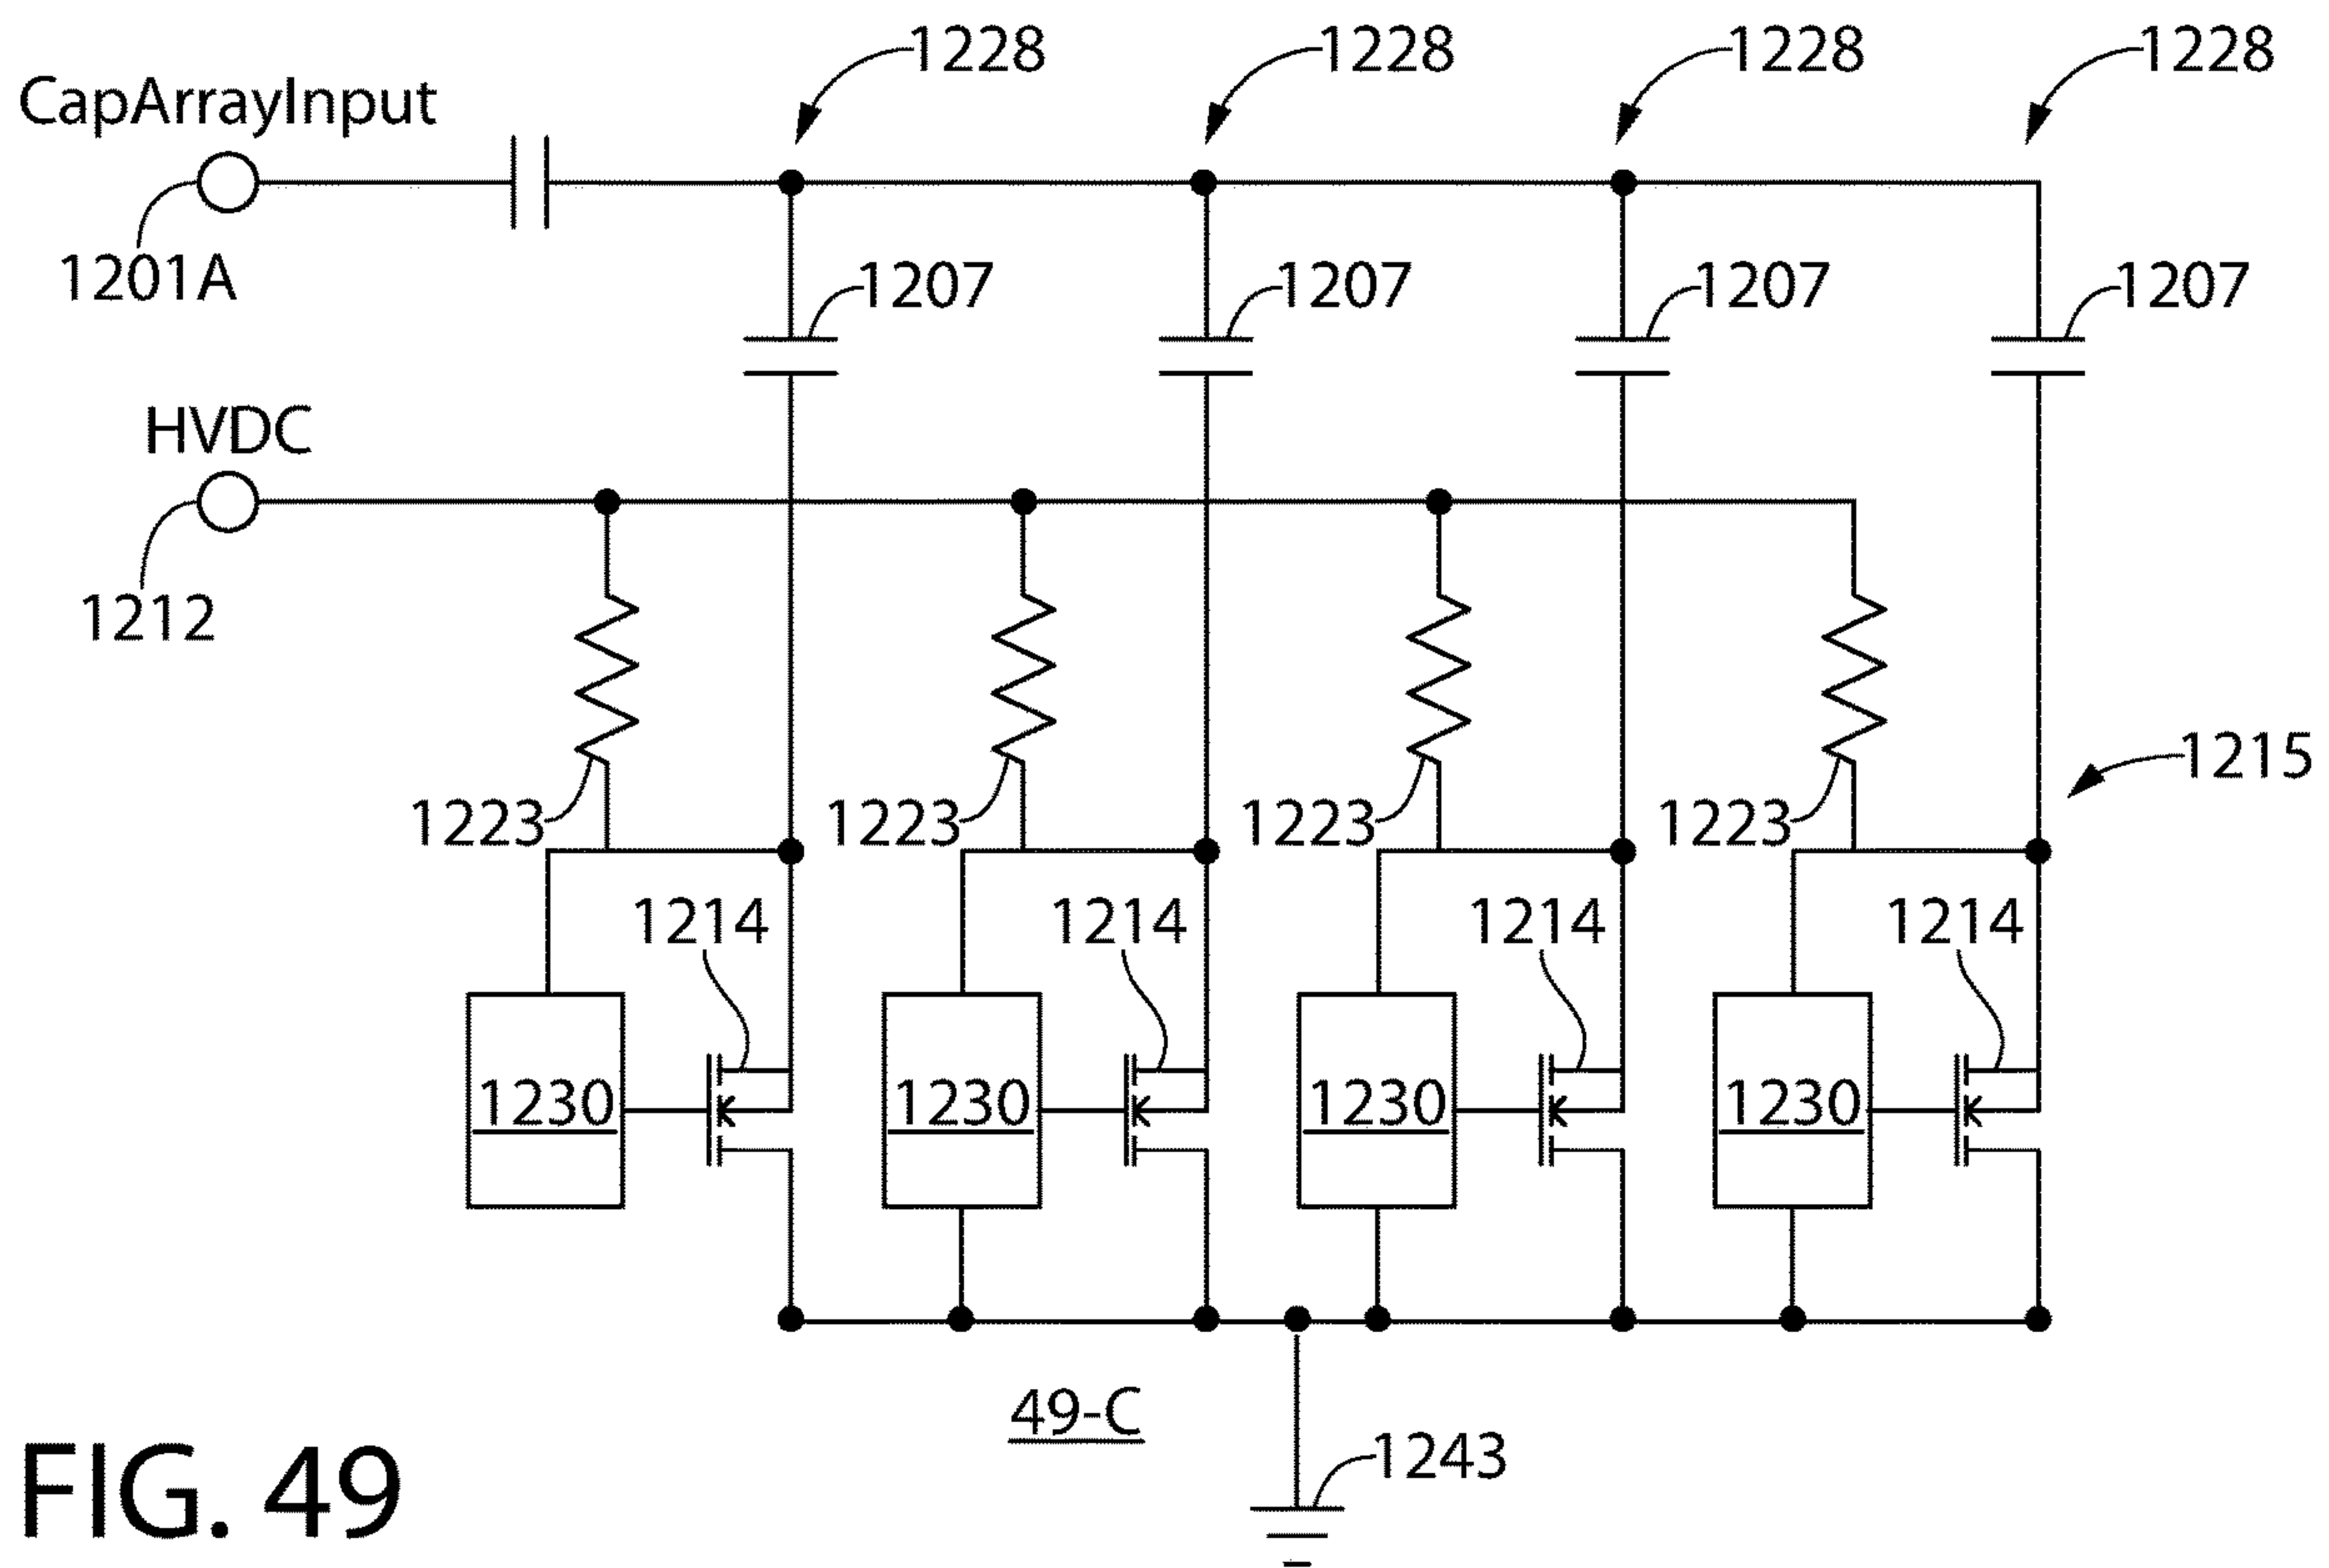 1228 1228 1228 1228
CapArrayInput
1201A
1207 1207 1207 1207
HVDC
1212
1215
1223 1223 1223 1223
1214 1214 1214 1214
1230 1230 1230 1230
49-C
1243
FIG. 49